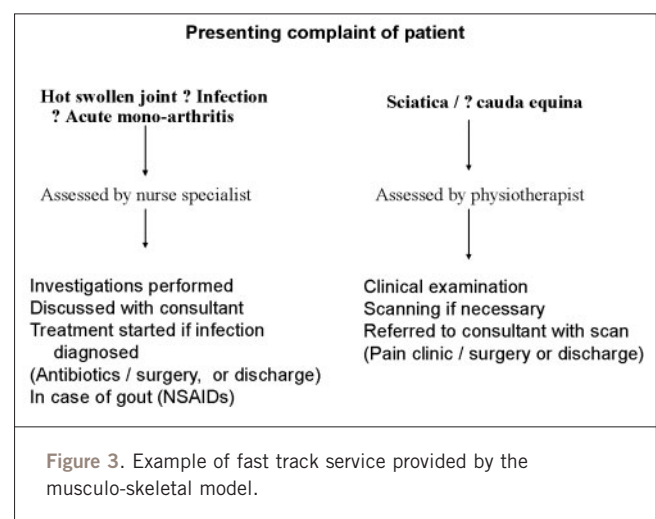 Presenting complaint of patient
Hot swollen joint ? Infection
? Acute mono-arthritis
Assessed by nurse specialist
Investigations performed
Discussed with consultant
Treatment started if infection
diagnosed
(Antibiotics / surgery, or discharge)
In case of gout (NSAIDs)
Sciatica / ? cauda equina
Assessed by physiotherapist
Clinical examination
Scanning if necessary
Referred to consultant with scan
(Pain clinic / surgery or discharge)
Figure 3. Example of fast track service provided by the
musculo-skeletal model.